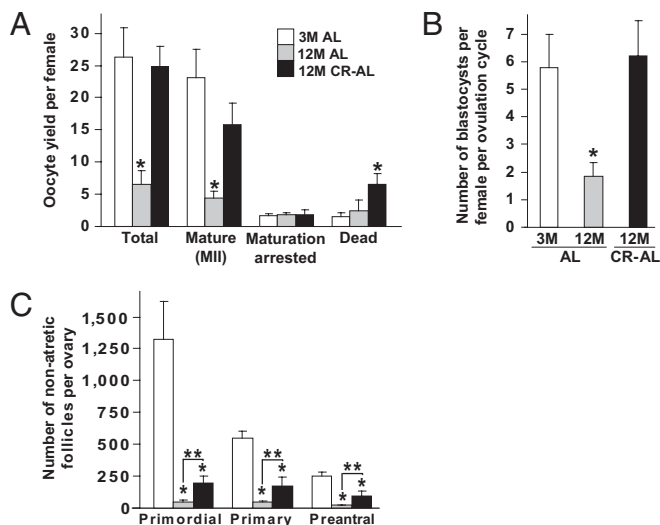 A
Oocyte yield per female
35
30
25
20
15
10
5
0
3M AL
12M AL
12M CR-AL
*
*
*
Total
Mature
(MII)
Maturation
arrested
Dead
B
Number of blastocysts per
female per ovulation cycle
8
7
6
5
4
3
2
1
0
*
3M 12M 12M
AL CR-AL
C
Number of non-atretic
follicles per ovary
1,500
1,250
1,000
750
500
250
0
** ** **
* * * * * *
Primordial Primary Preantral